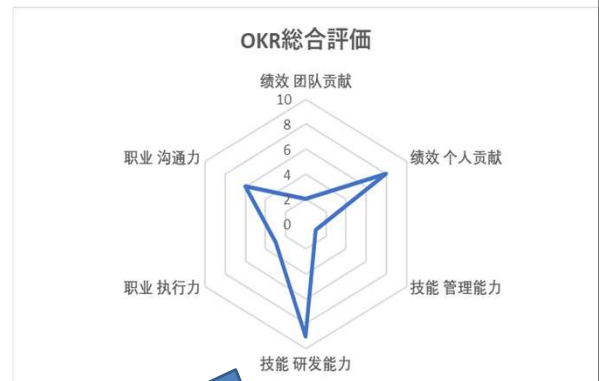 OKR総合評価
绩效 团队贡献
10
8
6
4
2
0
绩效 个人贡献
技能 管理能力
技能 研发能力
职业 执行力
职业 沟通力